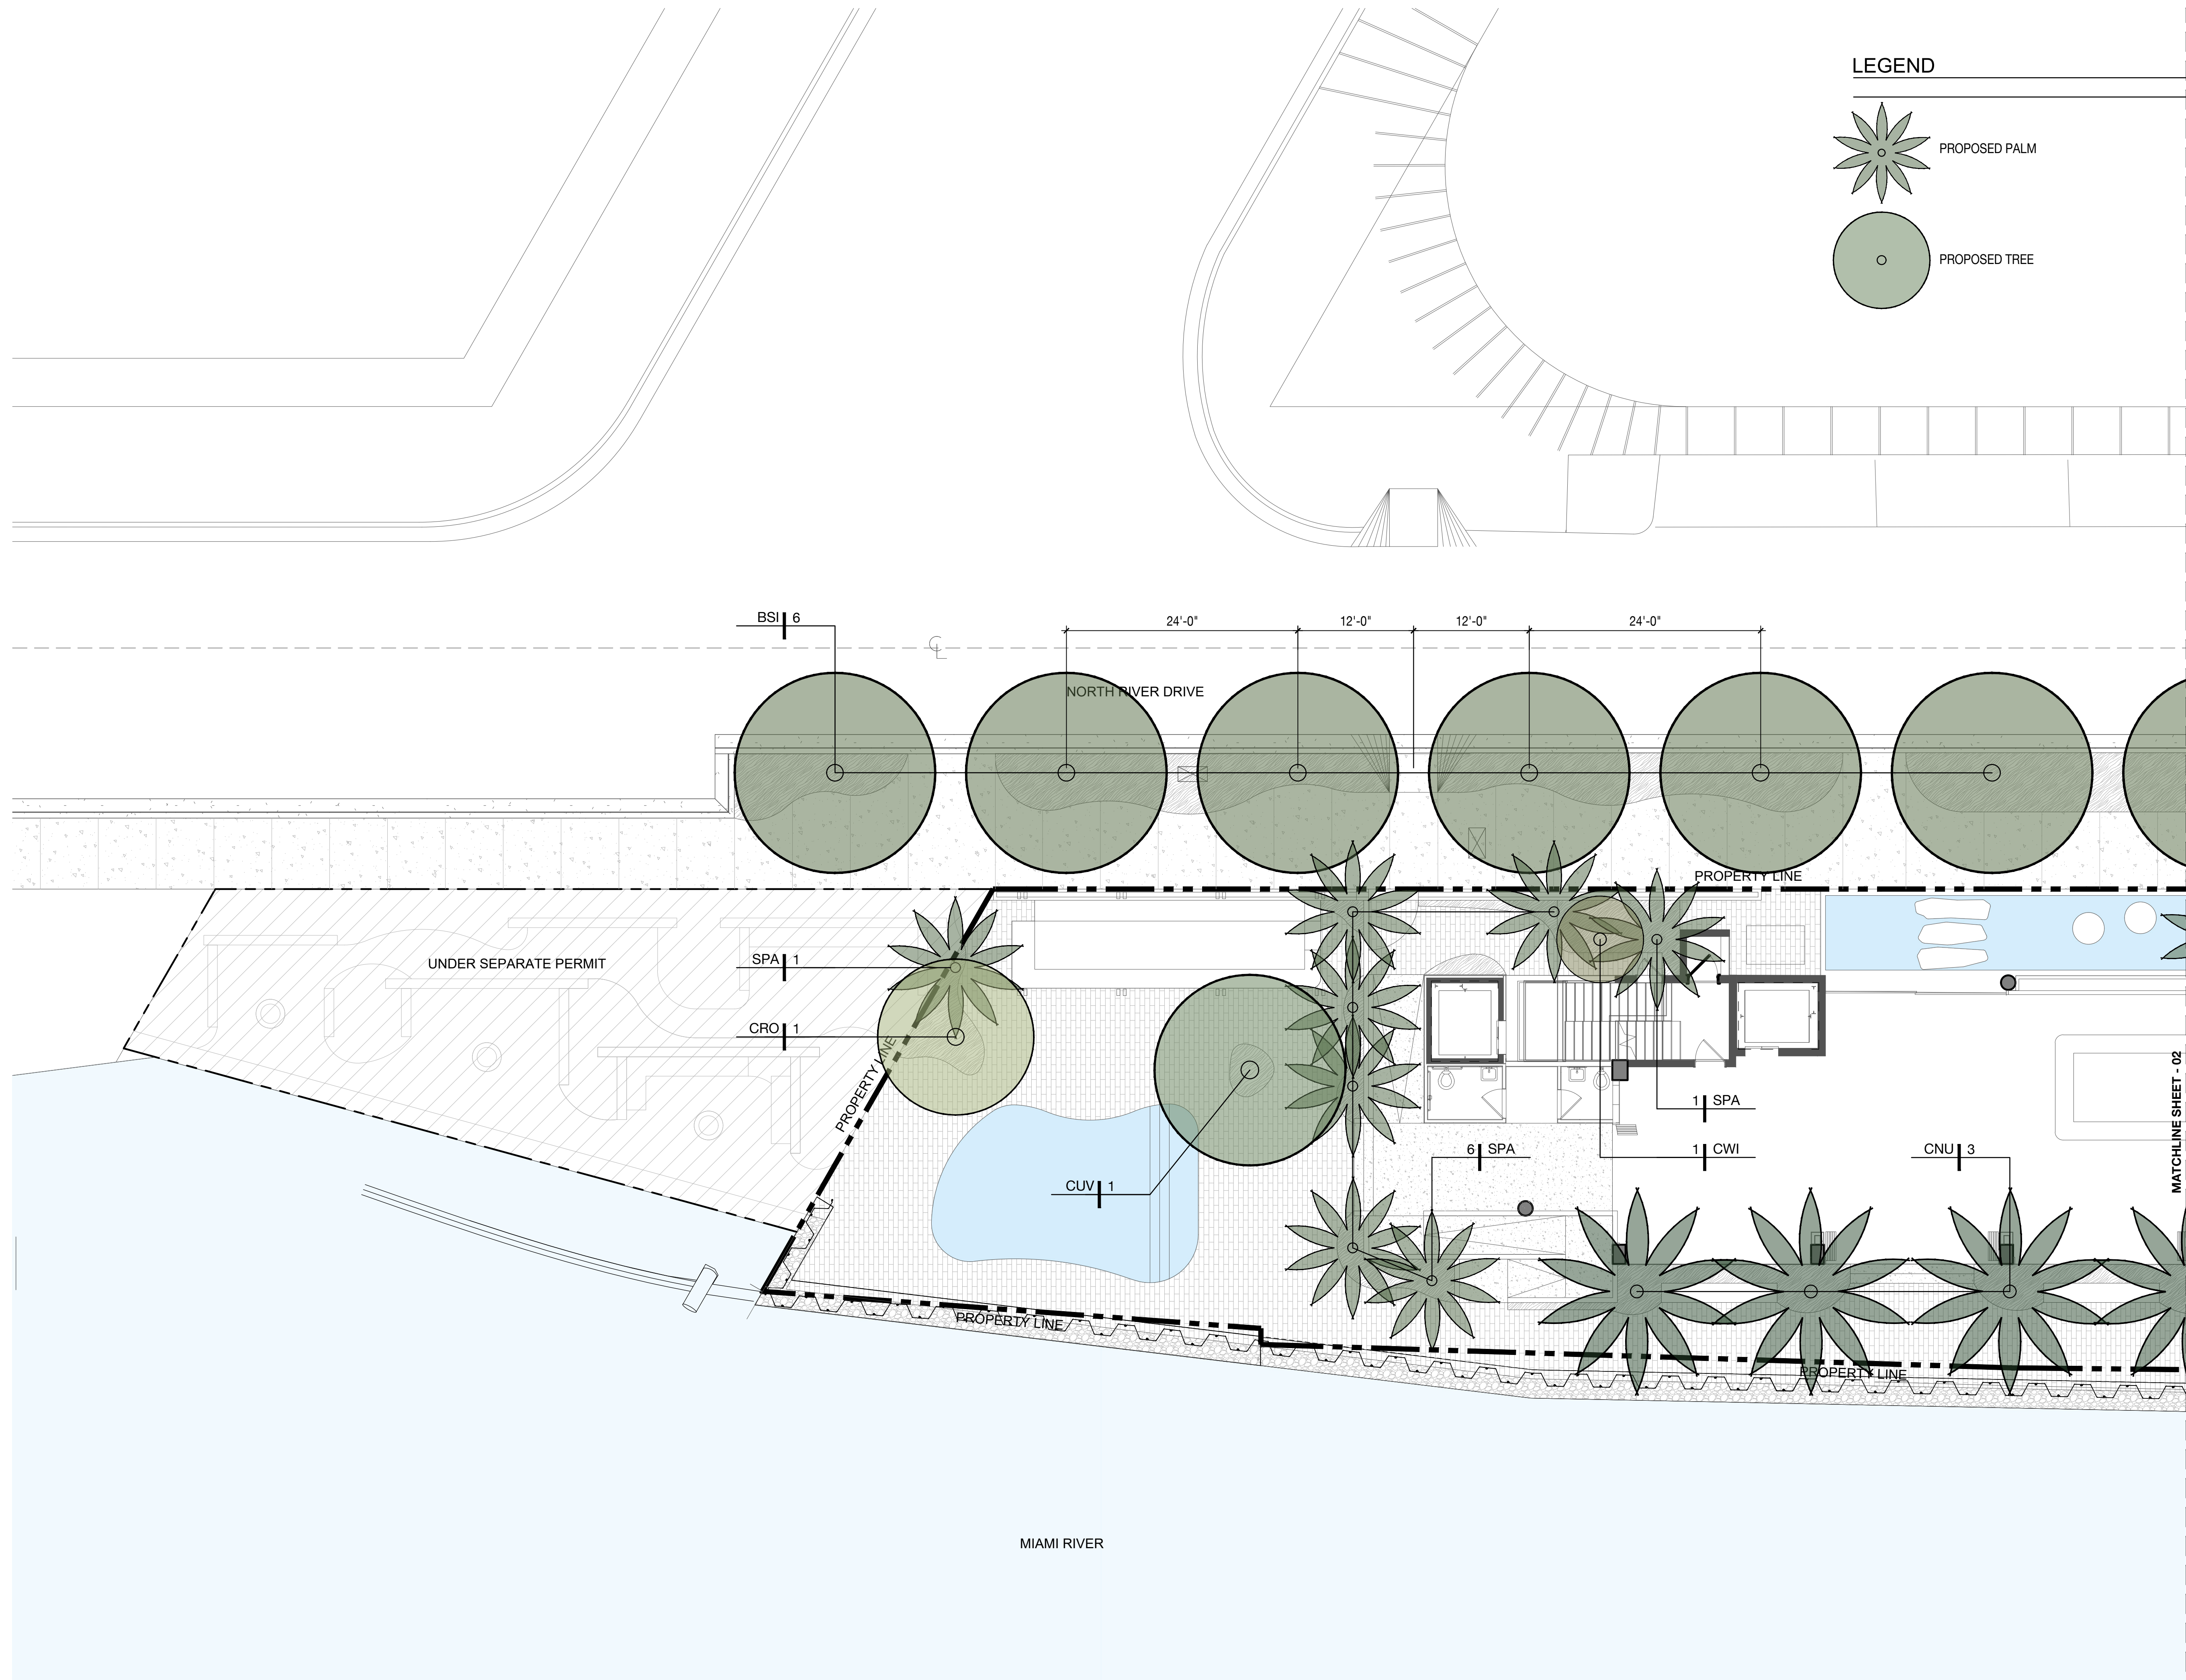 LEGEND
PROPOSED PALM
PROPOSED TREE
BSI 6
24'-0"
12'-0"
12'-0"
24'-0"
CL
NORTH RIVER DRIVE
PROPERTY LINE
UNDER SEPARATE PERMIT
SPA 1
CRO 1
PROPERTY LINE
1 SPA
6 SPA
1 CWI
CNU 3
CUV 1
MATCHLINE SHEET - 02
PROPERTY LINE
PROPERTY LINE
MIAMI RIVER